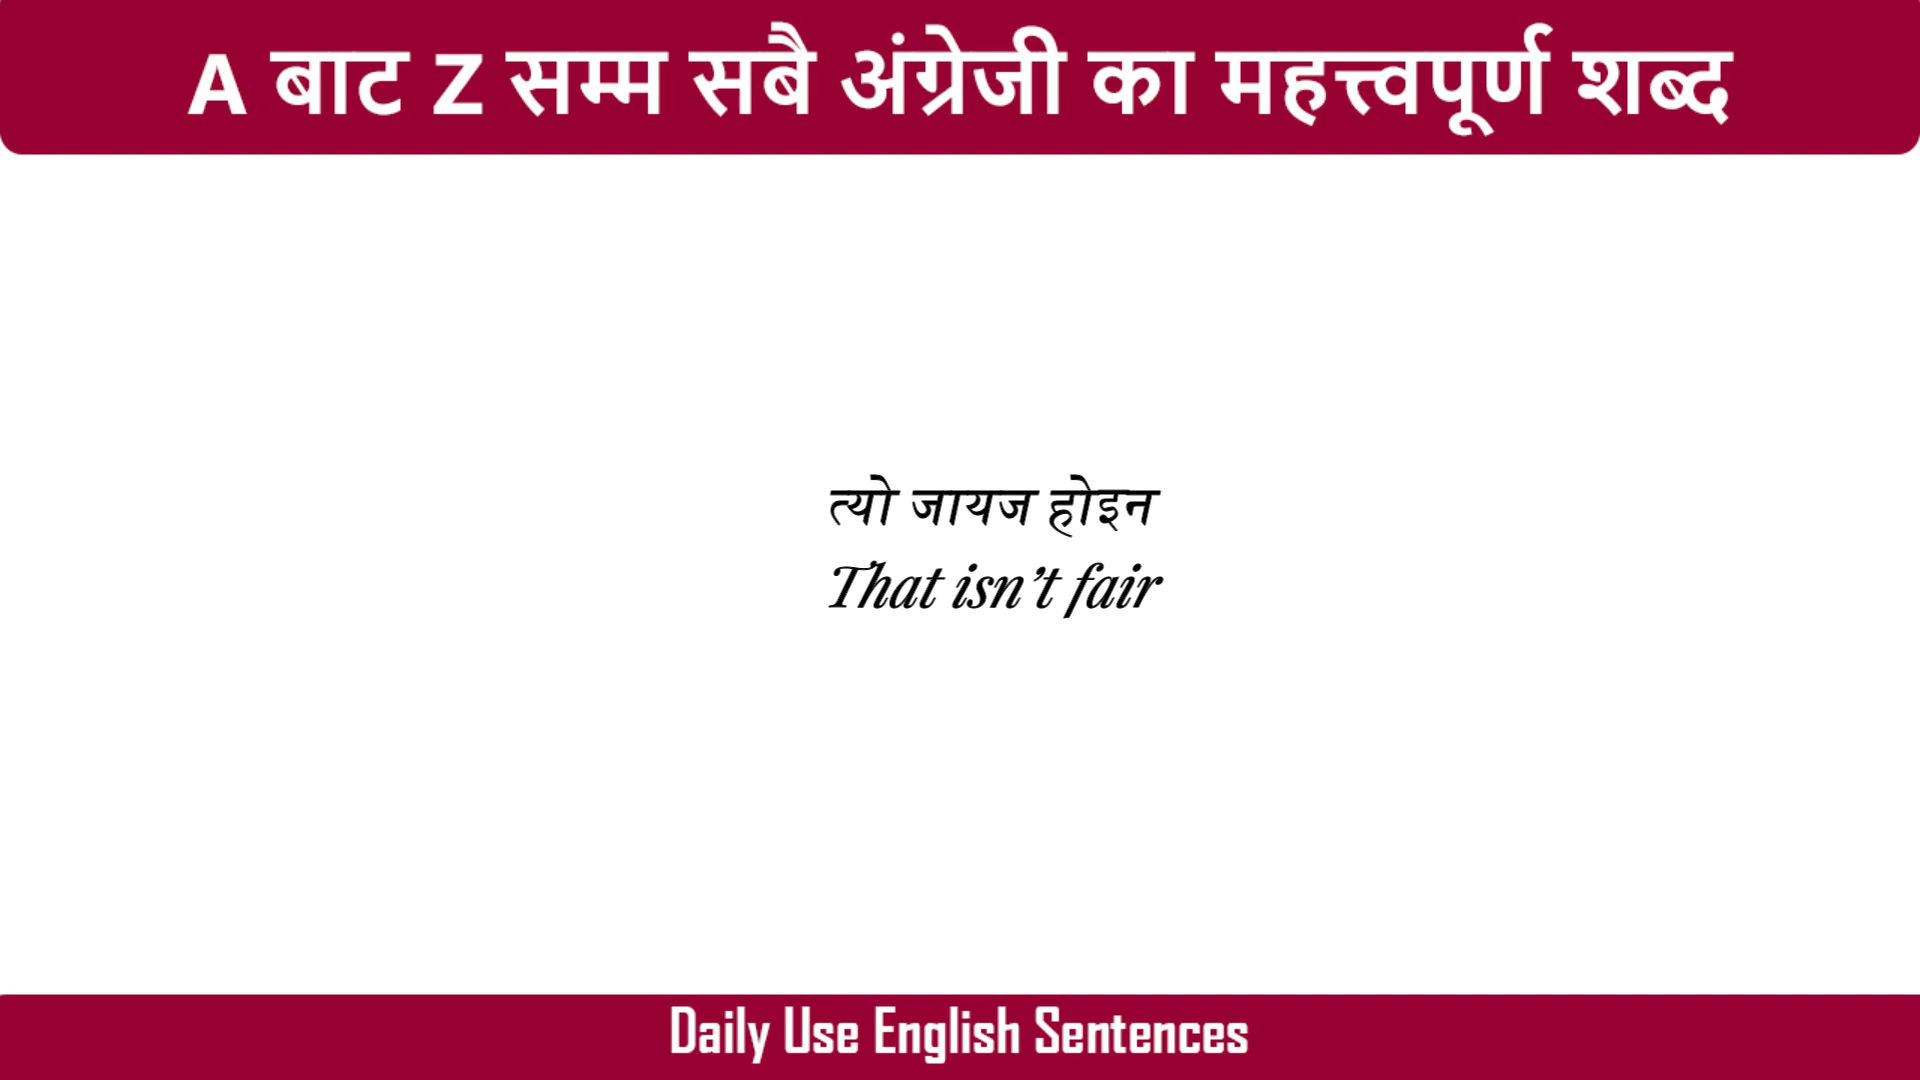 A बाट Z सम्म सबै अंग्रेजी का महत्त्वपूर्ण शब्द
त्यो जायज होइन
That isn’t fair
Daily Use English Sentences